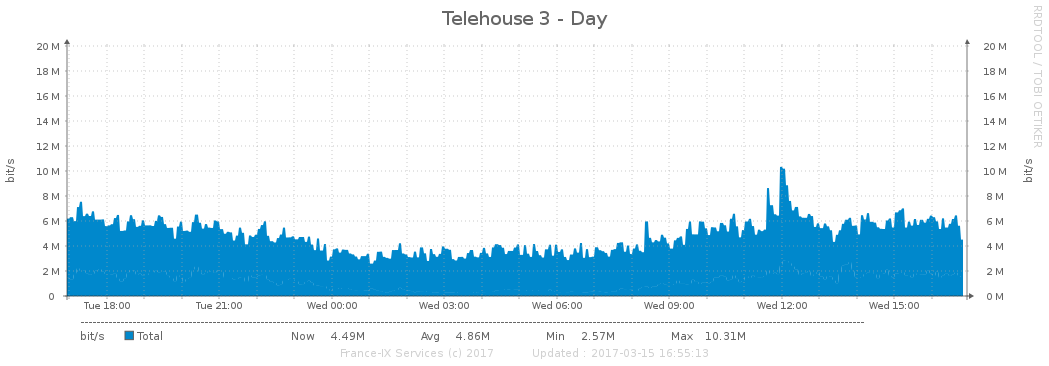 Telehouse 3 - Day
RRDTOOL / TOBI OETIKER
bit/s
20 M 20 M
18 M 18 M
16 M 16 M
14 M 14 M
12 M 12 M
10 M 10 M
8 M 8 M
6 M 6 M
4 M 4 M
2 M 2 M
0 0 M
bit/s
Tue 18:00 Tue 21:00 Wed 00:00 Wed 03:00 Wed 06:00 Wed 09:00 Wed 12:00 Wed 15:00
bit/s Total Now 4.49M Avg 4.86M Min 2.57M Max 10.31M
France-IX Services (c) 2017 Updated : 2017-03-15 16:55:13